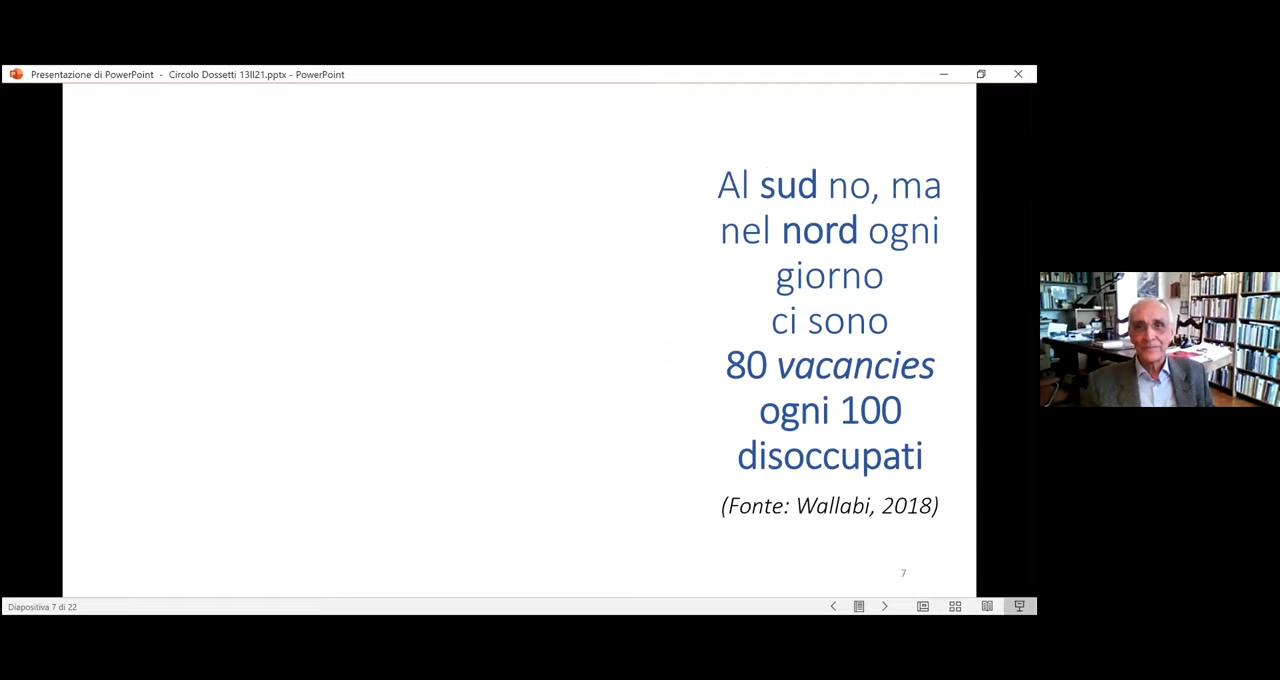 Presentazione di PowerPoint - Circolo Dossetti 13II21.pptx - PowerPoint
Al sud no, ma
nel nord ogni
giorno
ci sono
80 vacancies
ogni 100
disoccupati
(Fonte: Wallabi, 2018)
7
Diapositiva 7 di 22